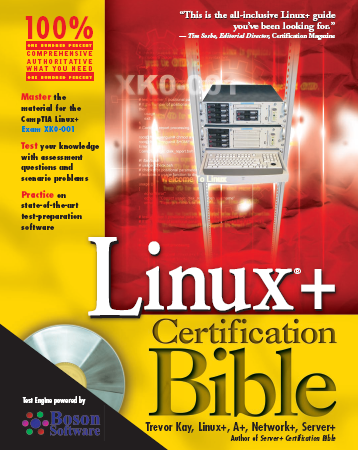 100%
ONE HUNDRED PERCENT
COMPREHENSIVE
AUTHORITATIVE
WHAT YOU NEED
ONE HUNDRED PERCENT
“This is the all-inclusive Linux+ guide
you’ve been looking for.”
— Tim Sosbe, Editorial Director, Certification Magazine
Master the
material for the
CompTIA Linux+
Exam XK0-001
Test your knowledge
with assessment
questions and
scenario problems
Practice on
state-of-the-art
test-preparation
software
XK0-001
Welcome To Linux
Linux®+
Certification
Bible
Test Engine powered by
Boson
Software
Trevor Kay, Linux+, A+, Network+, Server+
Author of Server+ Certification Bible